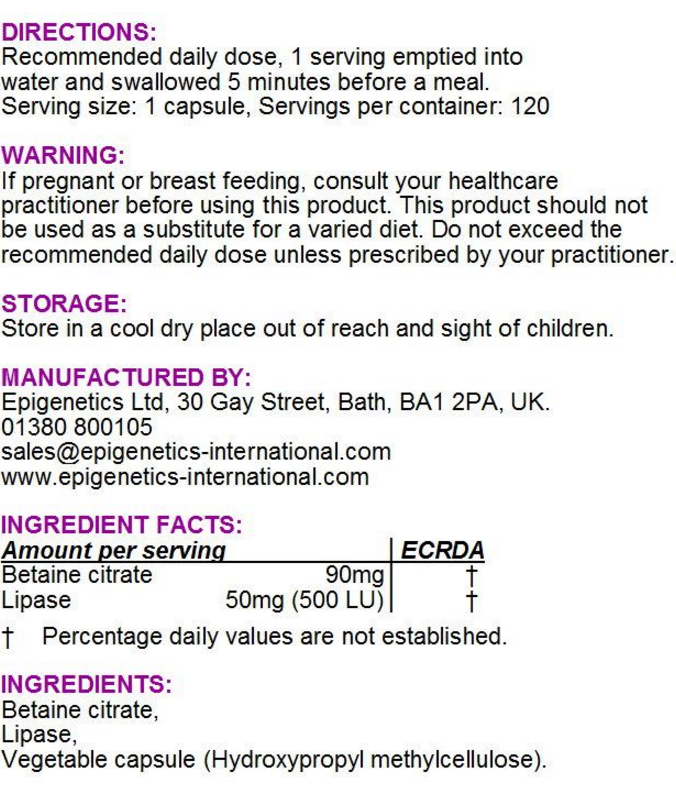 DIRECTIONS:
Recommended daily dose, 1 serving emptied into
water and swallowed 5 minutes before a meal.
Serving size: 1 capsule, Servings per container: 120
WARNING:
If pregnant or breast feeding, consult your healthcare
practitioner before using this product. This product should not
be used as a substitute for a varied diet. Do not exceed the
recommended daily dose unless prescribed by your practitioner.
STORAGE:
Store in a cool dry place out of reach and sight of children.
MANUFACTURED BY:
Epigenetics Ltd, 30 Gay Street, Bath, BA1 2PA, UK.
01380 800105
sales@epigenetics-international.com
www.epigenetics-international.com
INGREDIENT FACTS:
Amount per serving ECRDA
Betaine citrate 90mg †
Lipase 50mg (500 LU) †
† Percentage daily values are not established.
INGREDIENTS:
Betaine citrate,
Lipase,
Vegetable capsule (Hydroxypropyl methylcellulose).